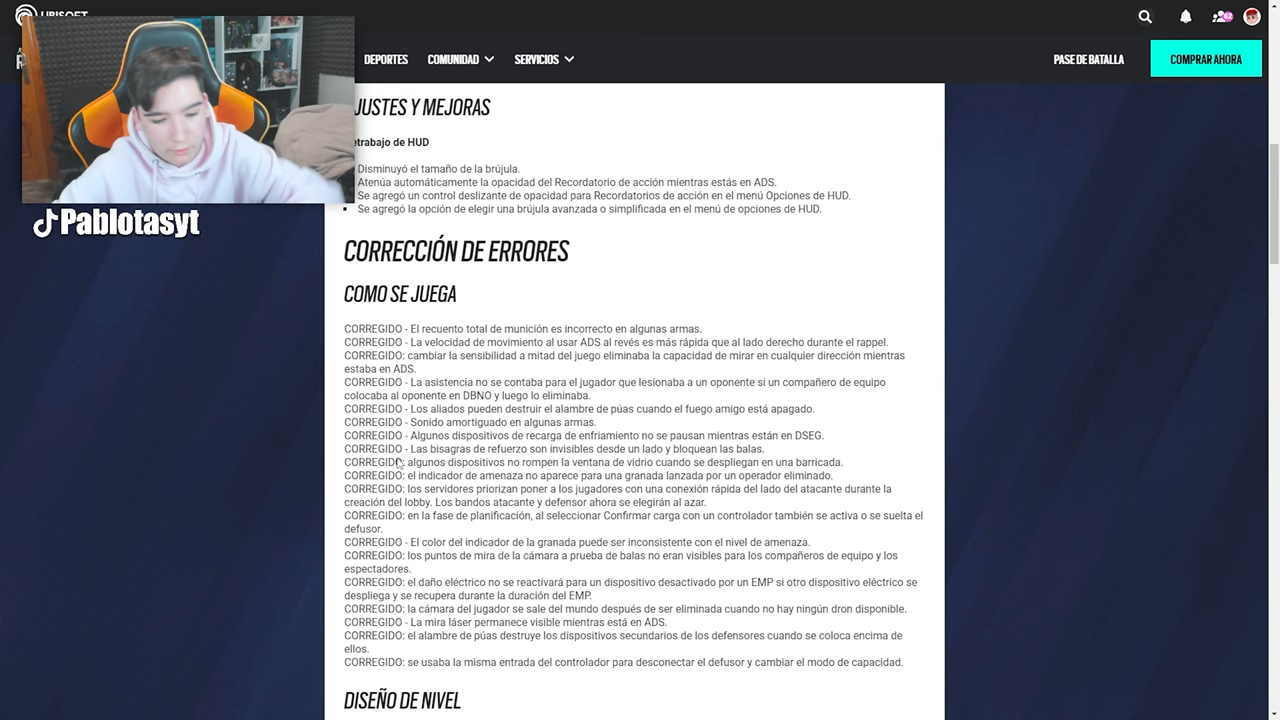 UBISOFT
DEPORTES
COMUNIDAD
SERVICIOS
62
PASE DE BATALLA
COMPRAR AHORA
JUSTES Y MEJORAS
etrabajo de HUD
Disminuyó el tamaño de la brújula.
Atenúa automáticamente la opacidad del Recordatorio de acción mientras estás en ADS.
Se agregó un control deslizante de opacidad para Recordatorios de acción en el menú Opciones de HUD.
▪ Se agregó la opción de elegir una brújula avanzada o simplificada en el menú de opciones de HUD.
Pablotasyt
CORRECCIÓN DE ERRORES
COMO SE JUEGA
CORREGIDO - El recuento total de munición es incorrecto en algunas armas.
CORREGIDO - La velocidad de movimiento al usar ADS al revés es más rápida que al lado derecho durante el rappel.
CORREGIDO: cambiar la sensibilidad a mitad del juego eliminaba la capacidad de mirar en cualquier dirección mientras
estaba en ADS.
CORREGIDO - La asistencia no se contaba para el jugador que lesionaba a un oponente si un compañero de equipo
colocaba al oponente en DBNO y luego lo eliminaba.
CORREGIDO - Los aliados pueden destruir el alambre de púas cuando el fuego amigo está apagado.
CORREGIDO - Sonido amortiguado en algunas armas.
CORREGIDO - Algunos dispositivos de recarga de enfriamiento no se pausan mientras están en DSEG.
CORREGIDO - Las bisagras de refuerzo son invisibles desde un lado y bloquean las balas.
CORREGIDO: algunos dispositivos no rompen la ventana de vidrio cuando se despliegan en una barricada.
CORREGIDO: el indicador de amenaza no aparece para una granada lanzada por un operador eliminado.
CORREGIDO: los servidores priorizan poner a los jugadores con una conexión rápida del lado del atacante durante la
creación del lobby. Los bandos atacante y defensor ahora se elegirán al azar.
CORREGIDO: en la fase de planificación, al seleccionar Confirmar carga con un controlador también se activa o se suelta el
defusor.
CORREGIDO - El color del indicador de la granada puede ser inconsistente con el nivel de amenaza.
CORREGIDO: los puntos de mira de la cámara a prueba de balas no eran visibles para los compañeros de equipo y los
espectadores.
CORREGIDO: el daño eléctrico no se reactivará para un dispositivo desactivado por un EMP si otro dispositivo eléctrico se
despliega y se recupera durante la duración del EMP.
CORREGIDO: la cámara del jugador se sale del mundo después de ser eliminada cuando no hay ningún dron disponible.
CORREGIDO - La mira láser permanece visible mientras está en ADS.
CORREGIDO: el alambre de púas destruye los dispositivos secundarios de los defensores cuando se coloca encima de
ellos.
CORREGIDO: se usaba la misma entrada del controlador para desconectar el defusor y cambiar el modo de capacidad.
DISEÑO DE NIVEL